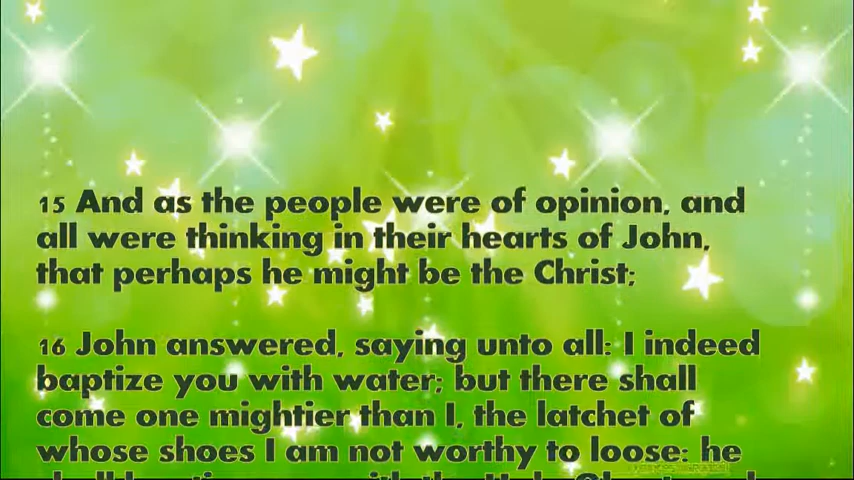 15 And as the people were of opinion, and
all were thinking in their hearts of John,
that perhaps he might be the Christ;
16 John answered, saying unto all: I indeed
baptize you with water; but there shall
come one mightier than I, the latchet of
whose shoes I am not worthy to loose: he